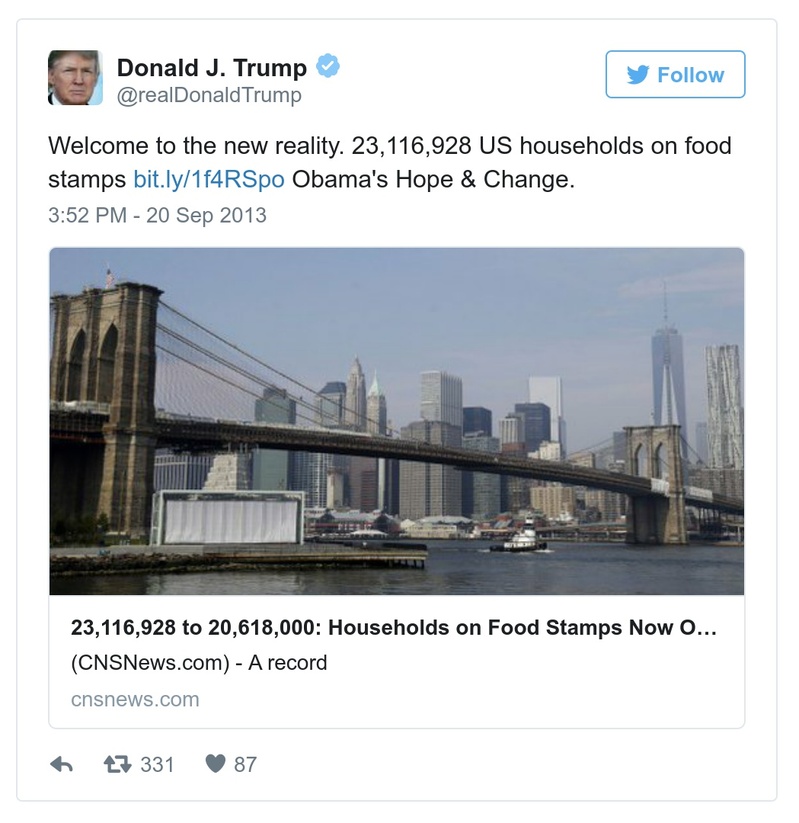 Donald J. Trump
@realDonaldTrump
Follow
Welcome to the new reality. 23,116,928 US households on food
stamps bit.ly/1f4RSpo Obama's Hope & Change.
3:52 PM - 20 Sep 2013
23,116,928 to 20,618,000: Households on Food Stamps Now O…
(CNSNews.com) - A record
cnsnews.com
331
87